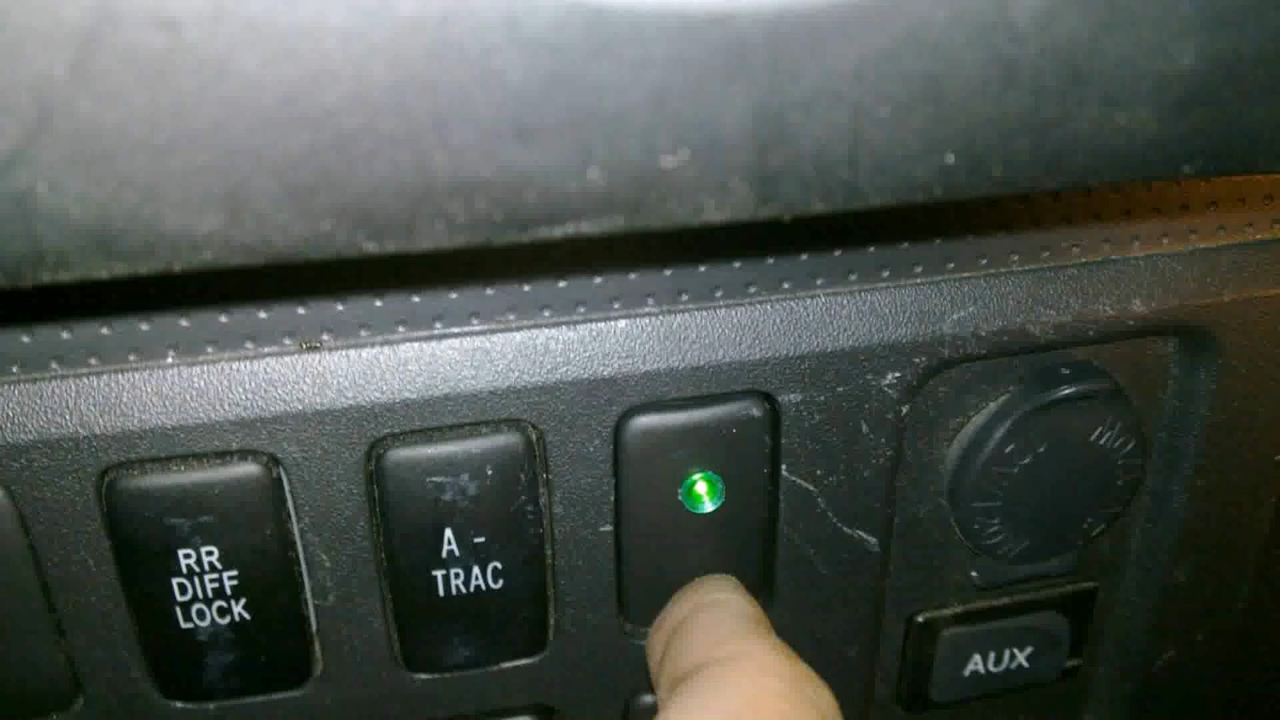 RR
DIFF
LOCK
A -
TRAC
AUX